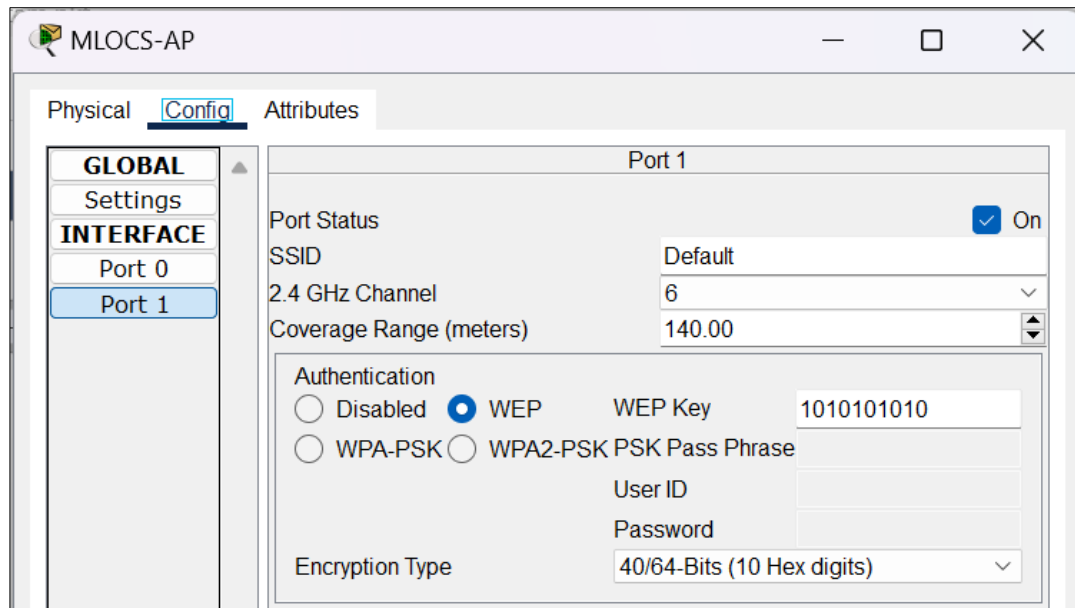 MLOCS-AP
Physical Config Attributes
GLOBAL
Settings
INTERFACE
Port 0
Port 1
Port 1
Port Status On
SSID Default
2.4 GHz Channel 6
Coverage Range (meters) 140.00
Authentication
Disabled WEP WEP Key 1010101010
WPA-PSK WPA2-PSK PSK Pass Phrase
User ID
Password
Encryption Type 40/64-Bits (10 Hex digits)